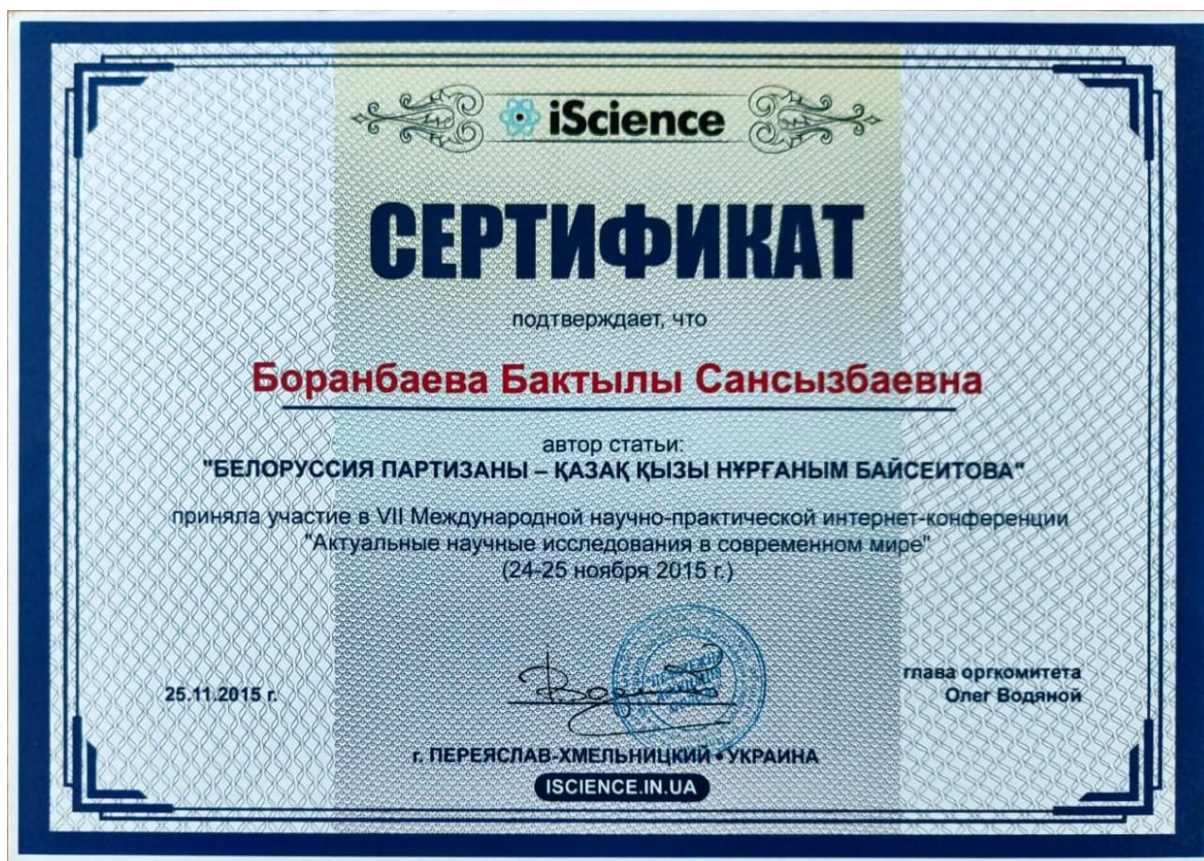 iScience
СЕРТИФИКАТ
подтверждает, что
Боранбаева Бактылы Сансызбаевна
автор статьи:
"БЕЛОРУССИЯ ПАРТИЗАНЫ – ҚАЗАҚ ҚЫЗЫ НҰРҒАНЫМ БАЙСЕИТОВА"
приняла участие в VII Международной научно-практической интернет-конференции
"Актуальные научные исследования в современном мире"
(24-25 ноября 2015 г.)
25.11.2015 г.
глава оргкомитета
Олег Водяной
г. ПЕРЕЯСЛАВ-ХМЕЛЬНИЦКИЙ • УКРАИНА
ISCIENCE.IN.UA